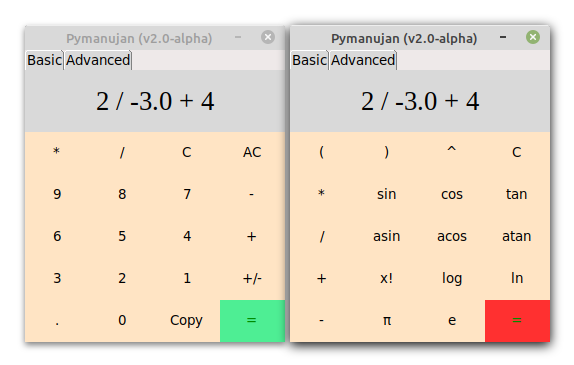 Pymanujan (v2.0-alpha)
Basic Advanced
2 / -3.0 + 4
* / C AC
9 8 7 -
6 5 4 +
3 2 1 +/-
. 0 Copy =
Pymanujan (v2.0-alpha)
Basic Advanced
2 / -3.0 + 4
( ) ^ C
* sin cos tan
/ asin acos atan
+ x! log ln
- π e =